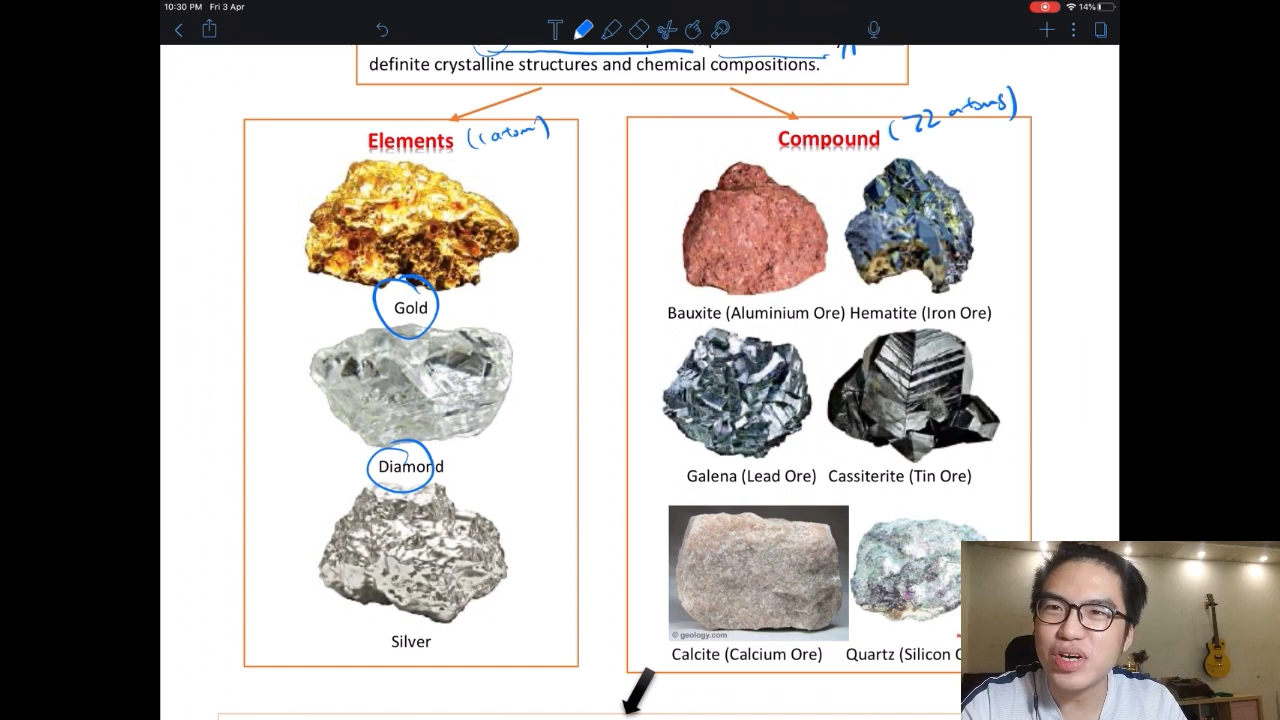 10:30 PM Fri 3 Apr
14%
T
definite crystalline structures and chemical compositions.
Elements (1 atom)
Compound (≥2 atoms)
Gold
Diamond
Silver
Bauxite (Aluminium Ore) Hematite (Iron Ore)
Galena (Lead Ore) Cassiterite (Tin Ore)
© geology.com
Calcite (Calcium Ore) Quartz (Silicon